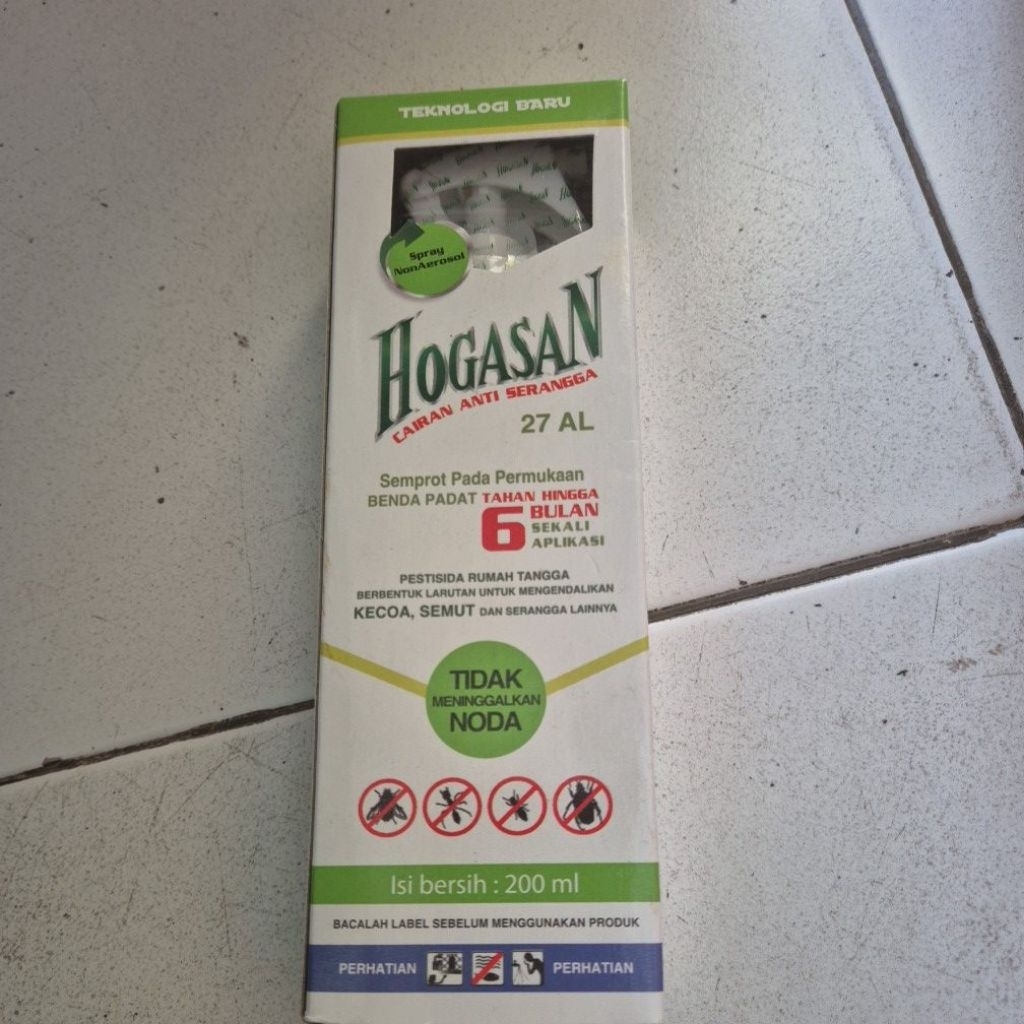 TEKNOLOGI BARU
Spray
NonAerosol
HOGASAN
CAIRAN ANTI SERANGGA
27 AL
Semprot Pada Permukaan
BENDA PADAT TAHAN HINGGA
6 BULAN
SEKALI
APLIKASI
PESTISIDA RUMAH TANGGA
BERBENTUK LARUTAN UNTUK MENGENDALIKAN
KECOA, SEMUT DAN SERANGGA LAINNYA
TIDAK
MENINGGALKAN
NODA
Isi bersih : 200 ml
BACALAH LABEL SEBELUM MENGGUNAKAN PRODUK
PERHATIAN PERHATIAN